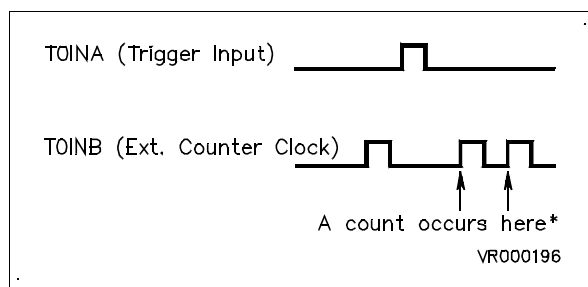 T0INA (Trigger Input)
T0INB (Ext. Counter Clock)
A count occurs here*
VR000196